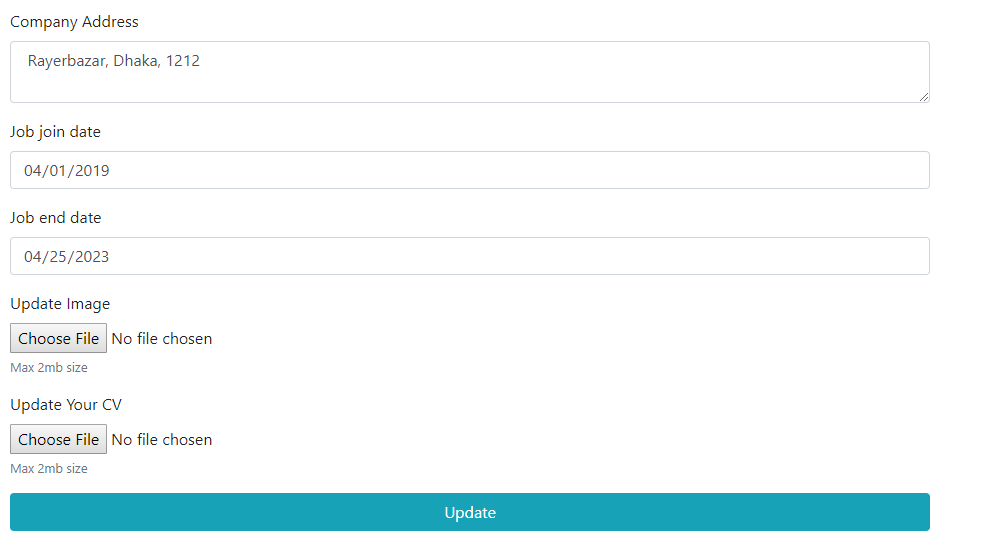 Company Address
Rayerbazar, Dhaka, 1212
Job join date
04/01/2019
Job end date
04/25/2023
Update Image
Choose File No file chosen
Max 2mb size
Update Your CV
Choose File No file chosen
Max 2mb size
Update